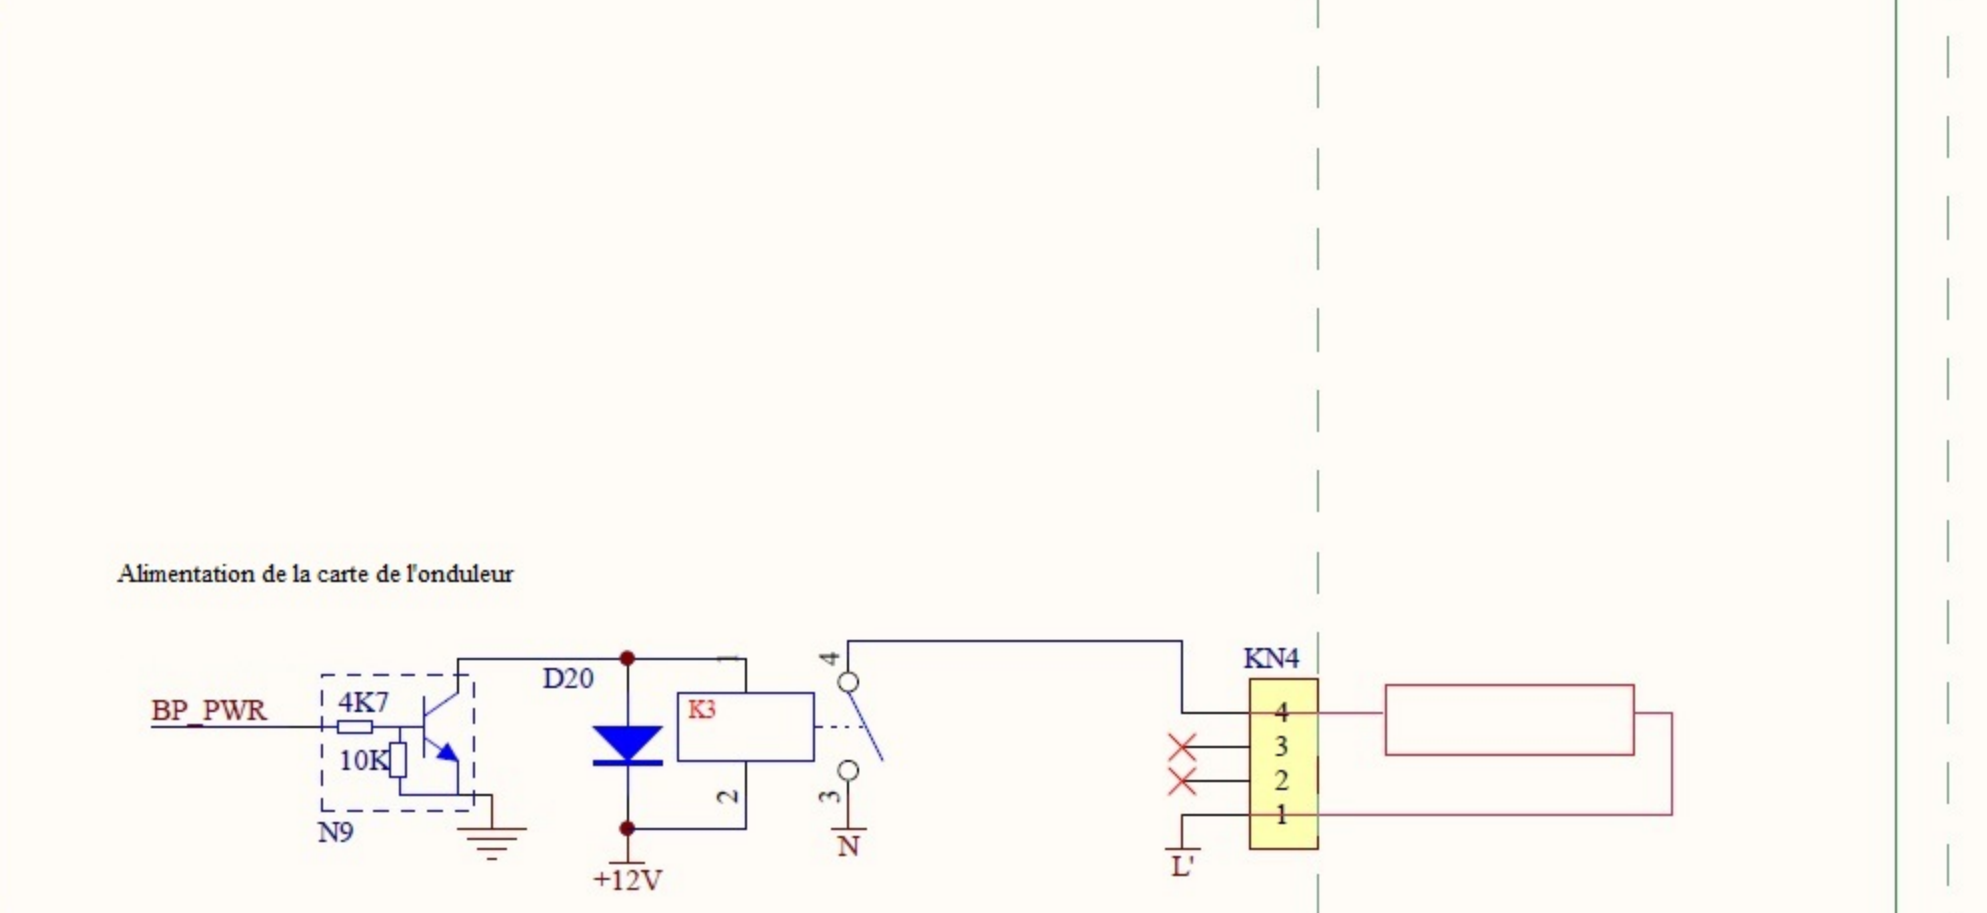 Alimentation de la carte de l'onduleur
BP_PWR
4K7
10K
N9
D20
+12V
K3
1
2
4
3
N
KN4
4
3
2
1
L'